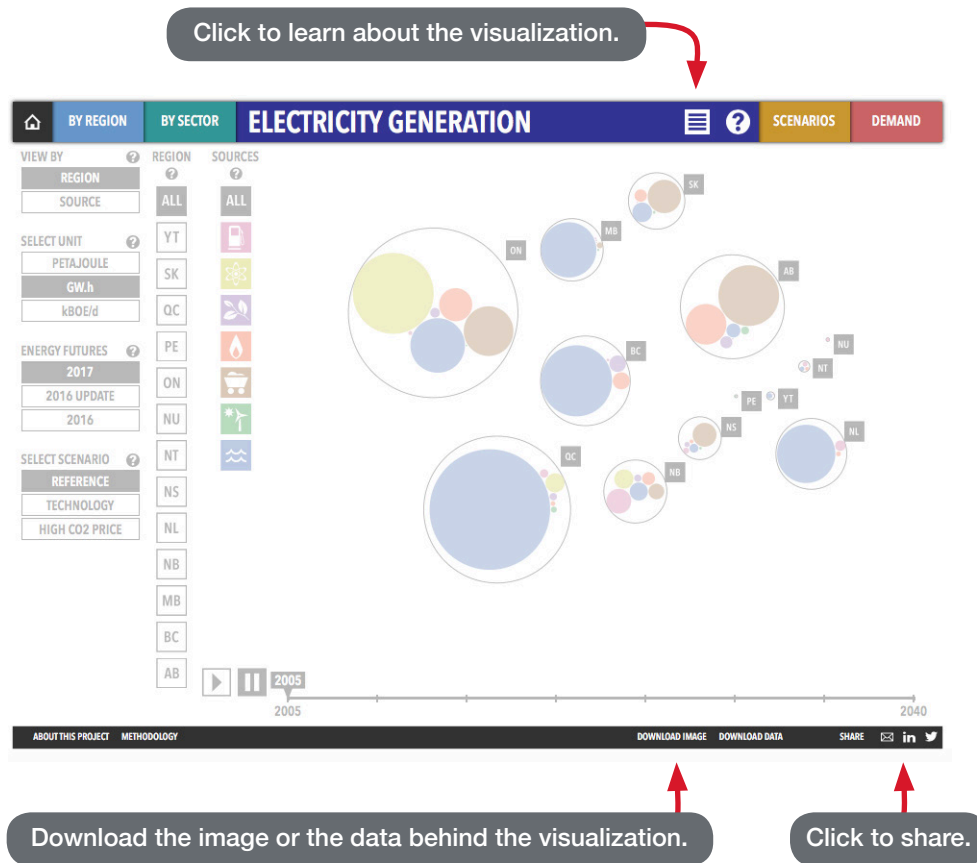 Click to learn about the visualization.
BY REGION
BY SECTOR
ELECTRICITY GENERATION
?
SCENARIOS
DEMAND
VIEW BY ?
REGION
SOURCE
SELECT UNIT ?
PETAJOULE
GW.h
kBOE/d
ENERGY FUTURES ?
2017
2016 UPDATE
2016
SELECT SCENARIO ?
REFERENCE
TECHNOLOGY
HIGH CO2 PRICE
REGION
?
ALL
YT
SK
QC
PE
ON
NU
NT
NS
NL
NB
MB
BC
AB
SOURCES
?
ALL
SK
MB
ON
AB
NU
BC
NT
PE
YT
NS
NL
QC
NB
2005
2005
2040
ABOUT THIS PROJECT METHODOLOGY
DOWNLOAD IMAGE DOWNLOAD DATA
SHARE in
Download the image or the data behind the visualization.
Click to share.